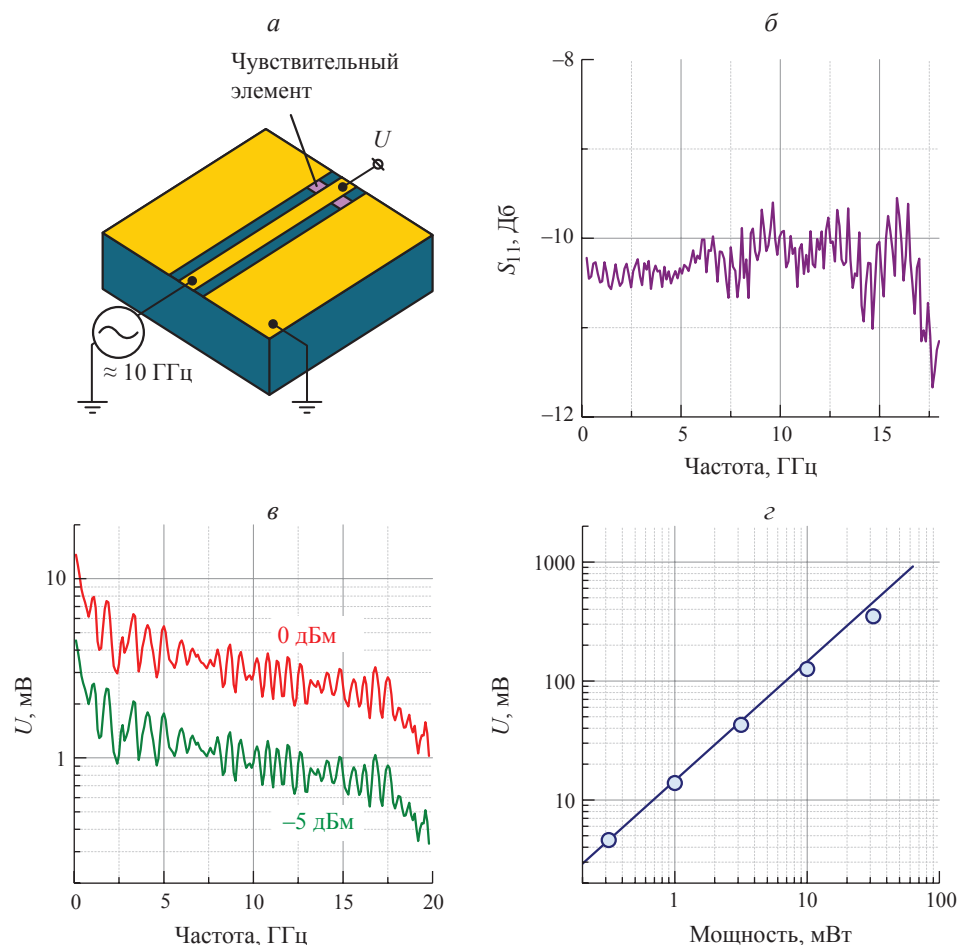 а
Чувствительный
элемент
U
≈ 10 ГГц
б
–8
–10
–12
S11, Дб
0
5
10
15
Частота, ГГц
в
10
1
U, мВ
0 дБм
–5 дБм
0
5
10
15
20
Частота, ГГц
г
1000
100
10
U, мВ
1
10
100
Мощность, мВт